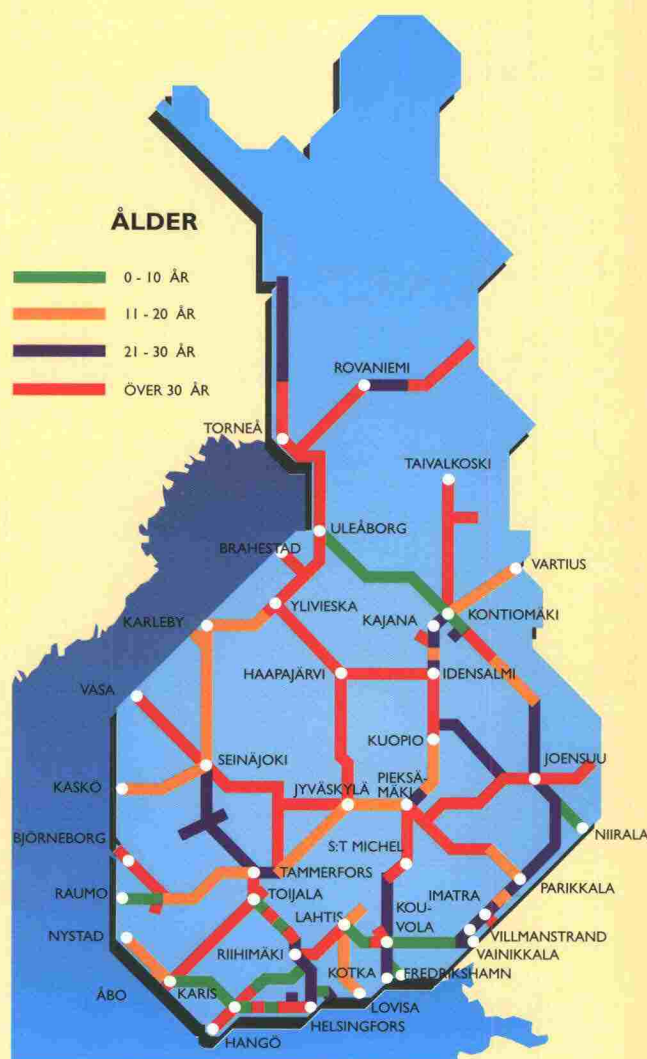 ÅLDER
0 - 10 ÅR
11 - 20 ÅR
21 - 30 ÅR
ÖVER 30 ÅR
ROVANIEMI
TORNEÅ
TAIVALKOSKI
ULEÅBORG
BRAHESTAD
VARTIUS
YLIVIESKA
KARLEBY
KAJANA
KONTIOMÄKI
HAAPAJÄRVI
IDENSALMI
VASA
KUOPIO
SEINÄJOKI
JOENSUU
KASKÖ
JYVÄSKYLÄ
PIEKSÄ-
MÄKI
BJÖRNEBORG
S:T MICHEL
NIIRALA
TAMMERFORS
RAUMO
TOIJALA
IMATRA
PARIKKALA
LAHTIS
KOU-
VOLA
NYSTAD
VILLMANSTRAND
RIIHIMÄKI
VAINIKKALA
KOTKA
FREDRIKSHAMN
ÅBO
KARIS
LOVISA
HELSINGFORS
HANGÖ